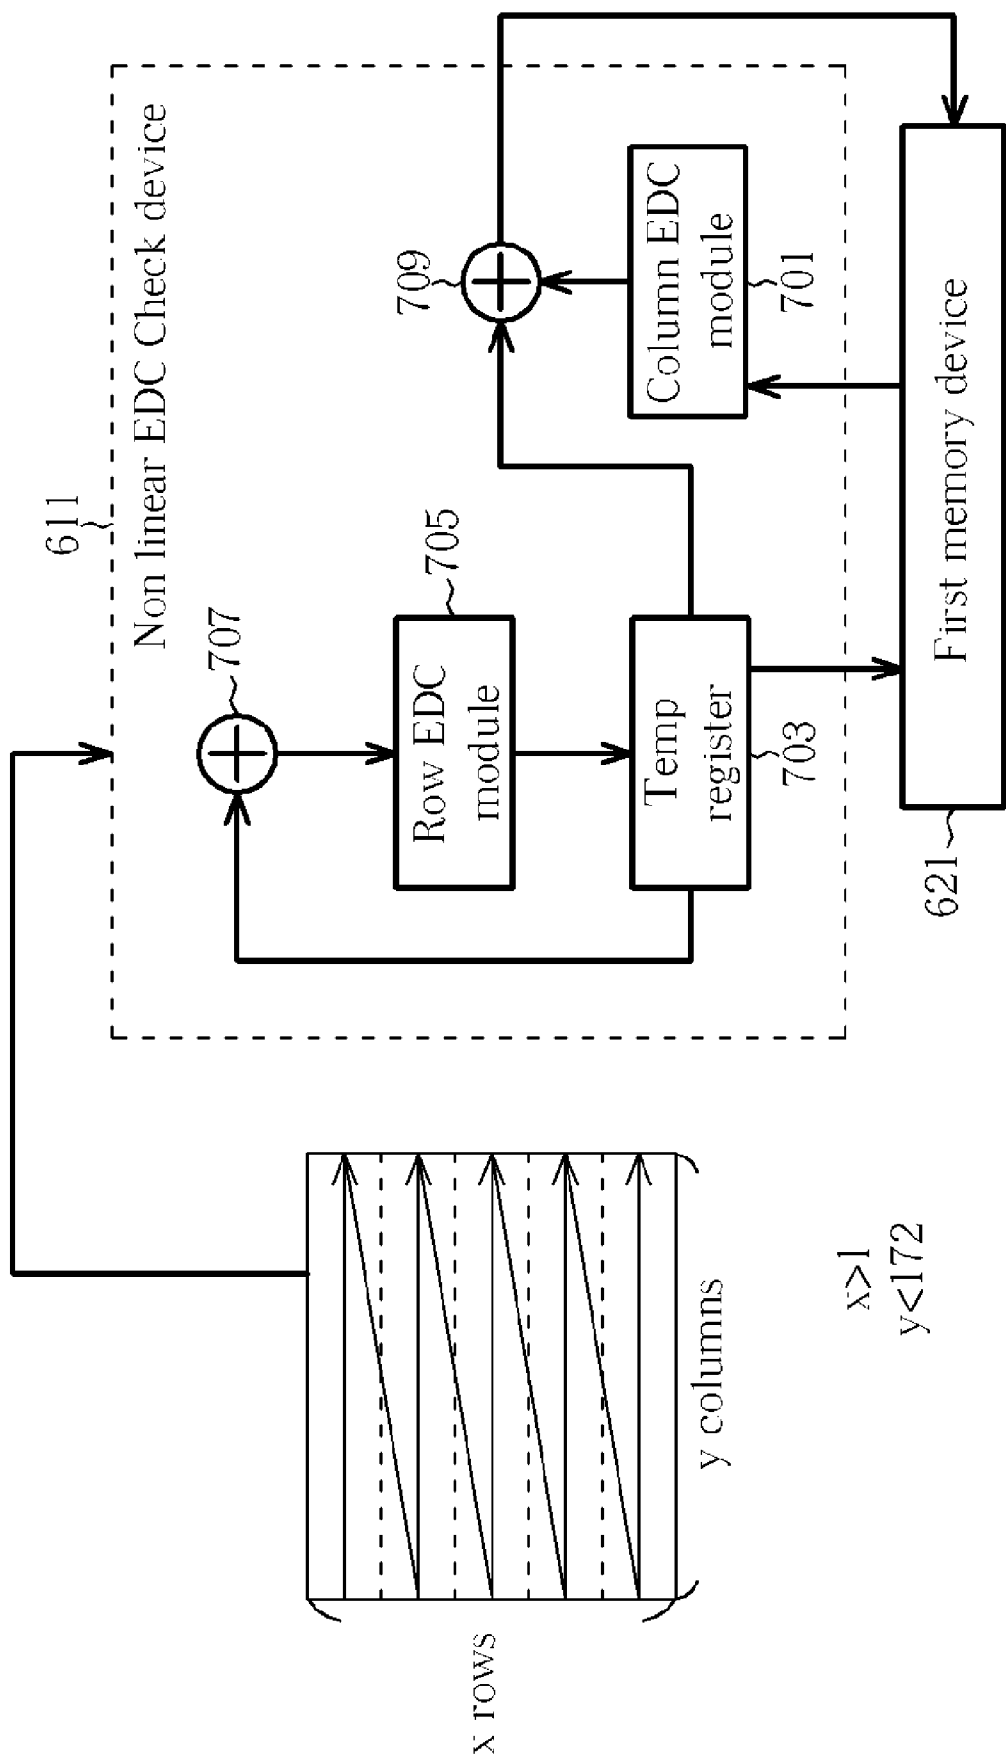 x rows
y columns
x>1
y<172
611
Non linear EDC Check device
707
Row EDC
module
705
Temp
register
703
709
Column EDC
module
701
First memory device
621